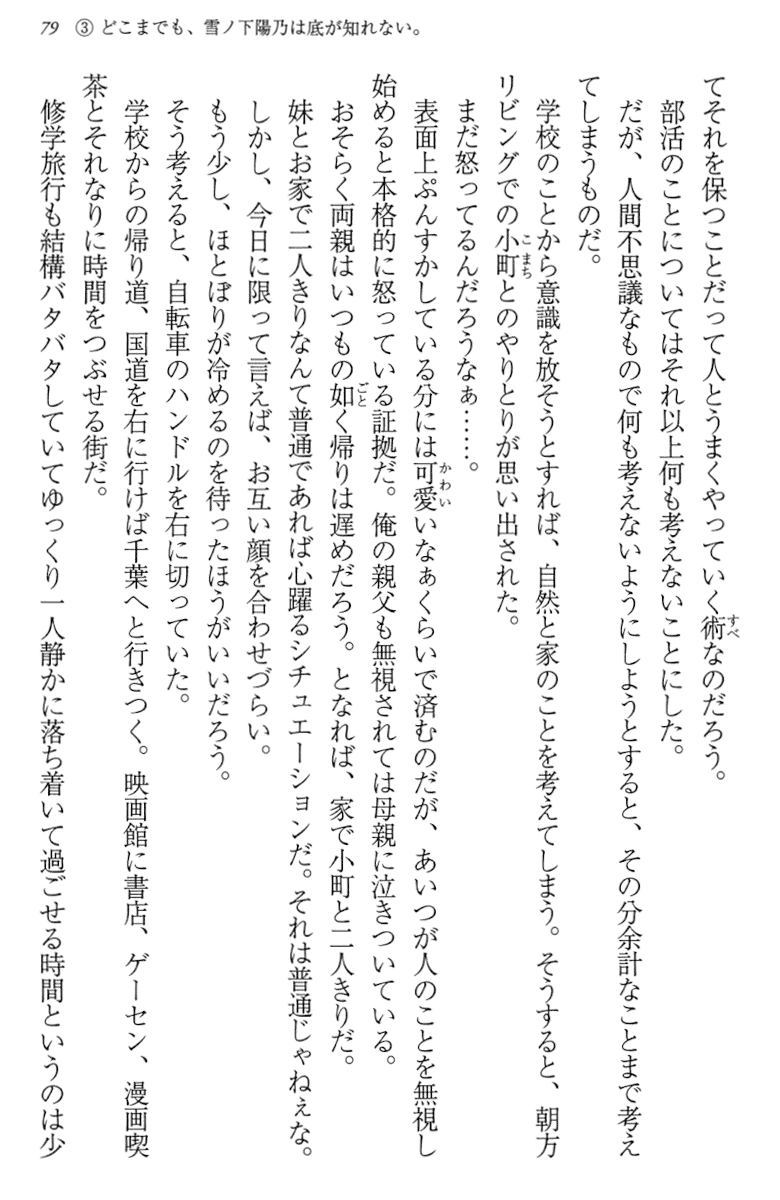 79 ③ どこまでも、雪ノ下陽乃は底が知れない。
てそれを保つことだって人とうまくやっていく術なのだろう。
部活のことについてはそれ以上何も考えないことにした。
だが、人間不思議なもので何も考えないようにしようとすると、その分余計なことまで考え
てしまうものだ。
学校のことから意識を放そうとすれば、自然と家のことを考えてしまう。そうすると、朝方
リビングでの小町とのやりとりが思い出された。
まだ怒ってるんだろうなぁ……。
表面上ぷんすかしている分には可愛いなぁくらいで済むのだが、あいつが人のことを無視し
始めると本格的に怒っている証拠だ。俺の親父も無視されては母親に泣きついている。
おそらく両親はいつもの如く帰りは遅めだろう。となれば、家で小町と二人きりだ。
妹とお家で二人きりなんて普通であれば心躍るシチュエーションだ。それは普通じゃねぇな。
しかし、今日に限って言えば、お互い顔を合わせづらい。
もう少し、ほとぼりが冷めるのを待ったほうがいいだろう。
そう考えると、自転車のハンドルを右に切っていた。
学校からの帰り道、国道を右に行けば千葉へと行きつく。映画館に書店、ゲーセン、漫画喫
茶とそれなりに時間をつぶせる街だ。
修学旅行も結構バタバタしていてゆっくり一人静かに落ち着いて過ごせる時間というのは少
すべ
こまち
かわい
ごと